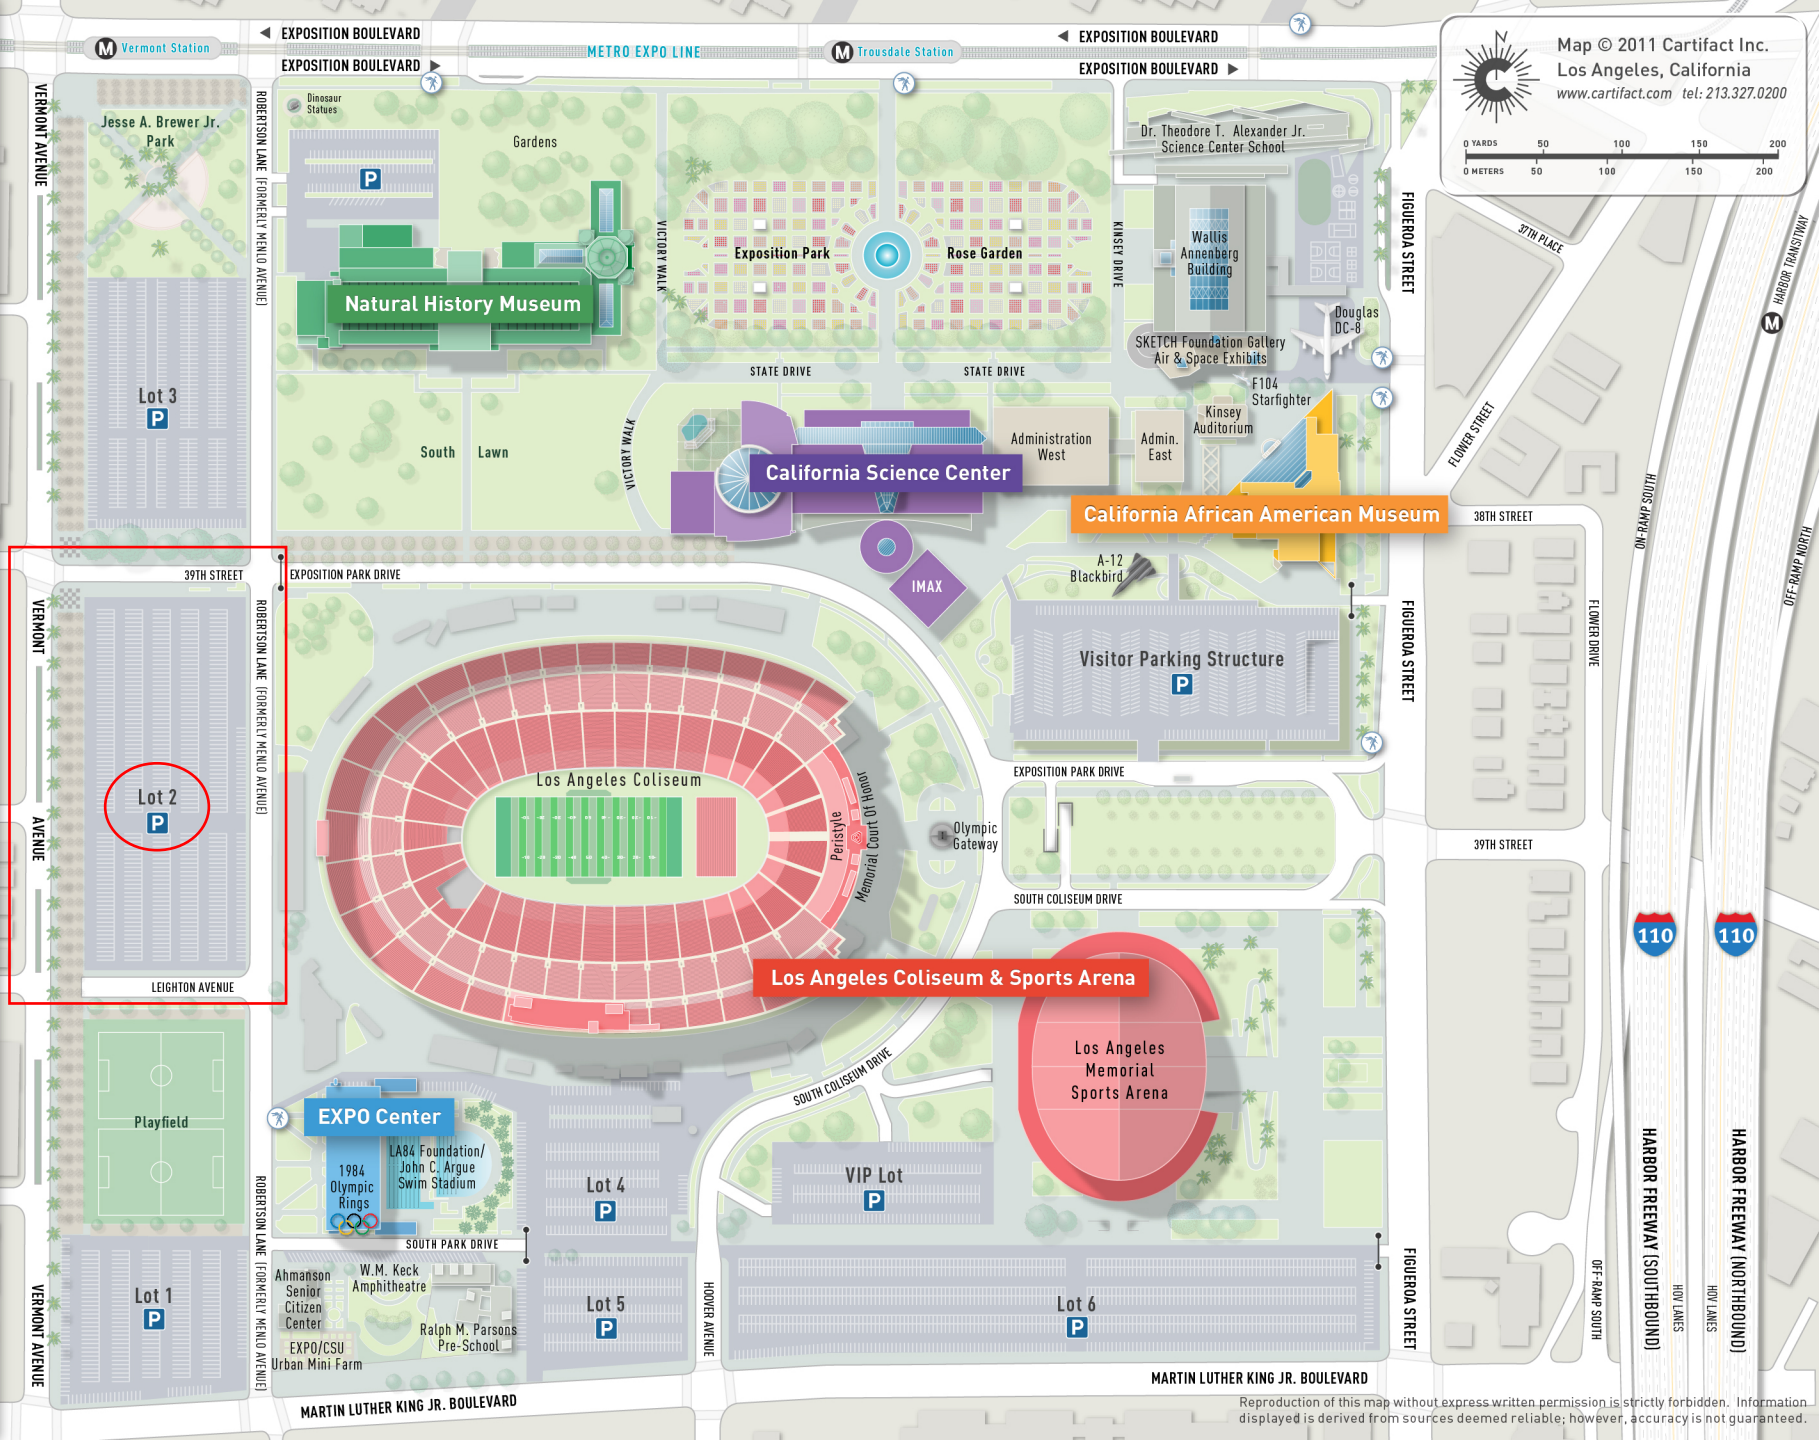 EXPOSITION BOULEVARD
EXPOSITION BOULEVARD
M Vermont Station
METRO EXPO LINE
M Trousdale Station
EXPOSITION BOULEVARD
EXPOSITION BOULEVARD
N
C
Map © 2011 Cartifact Inc.
Los Angeles, California
www.cartifact.com tel: 213.327.0200
0 YARDS 50 100 150 200
0 METERS 50 100 150 200
VERMONT AVENUE
Jesse A. Brewer Jr.
Park
ROBERTSON LANE (FORMERLY MENLO AVENUE)
Dinosaur
Statues
P
Gardens
Natural History Museum
VICTORY WALK
Exposition Park
Rose Garden
KINSEY DRIVE
Dr. Theodore T. Alexander Jr.
Science Center School
Wallis
Annenberg
Building
FIGUEROA STREET
37TH PLACE
HARBOR TRANSITWAY
M
Douglas
DC-8
SKETCH Foundation Gallery
Air & Space Exhibits
STATE DRIVE
STATE DRIVE
F104
Starfighter
Kinsey
Auditorium
Lot 3
P
South Lawn
VICTORY WALK
California Science Center
Administration
West
Admin.
East
California African American Museum
FLOWER STREET
38TH STREET
ON-RAMP SOUTH
OFF-RAMP NORTH
39TH STREET
EXPOSITION PARK DRIVE
IMAX
A-12
Blackbird
VERMONT
AVENUE
ROBERTSON LANE (FORMERLY MENLO AVENUE)
Lot 2
P
Visitor Parking Structure
P
FIGUEROA STREET
FLOWER DRIVE
Los Angeles Coliseum
Peristyle
Memorial Court Of Honor
Olympic
Gateway
EXPOSITION PARK DRIVE
SOUTH COLISEUM DRIVE
39TH STREET
110
110
LEIGHTON AVENUE
Los Angeles Coliseum & Sports Arena
Los Angeles
Memorial
Sports Arena
SOUTH COLISEUM DRIVE
Playfield
EXPO Center
1984
Olympic
Rings
LA84 Foundation/
John C. Argue
Swim Stadium
Lot 4
P
VIP Lot
P
ROBERTSON LANE (FORMERLY MENLO AVENUE)
SOUTH PARK DRIVE
Ahmanson
Senior
Citizen
Center
W.M. Keck
Amphitheatre
Ralph M. Parsons
Pre-School
EXPO/CSU
Urban Mini Farm
Lot 1
P
VERMONT AVENUE
Lot 5
P
HOOVER AVENUE
Lot 6
P
FIGUEROA STREET
OFF-RAMP SOUTH
HARBOR FREEWAY (SOUTHBOUND)
HOV LANES
HOV LANES
HARBOR FREEWAY (NORTHBOUND)
MARTIN LUTHER KING JR. BOULEVARD
MARTIN LUTHER KING JR. BOULEVARD
Reproduction of this map without express written permission is strictly forbidden. Information
displayed is derived from sources deemed reliable; however, accuracy is not guaranteed.